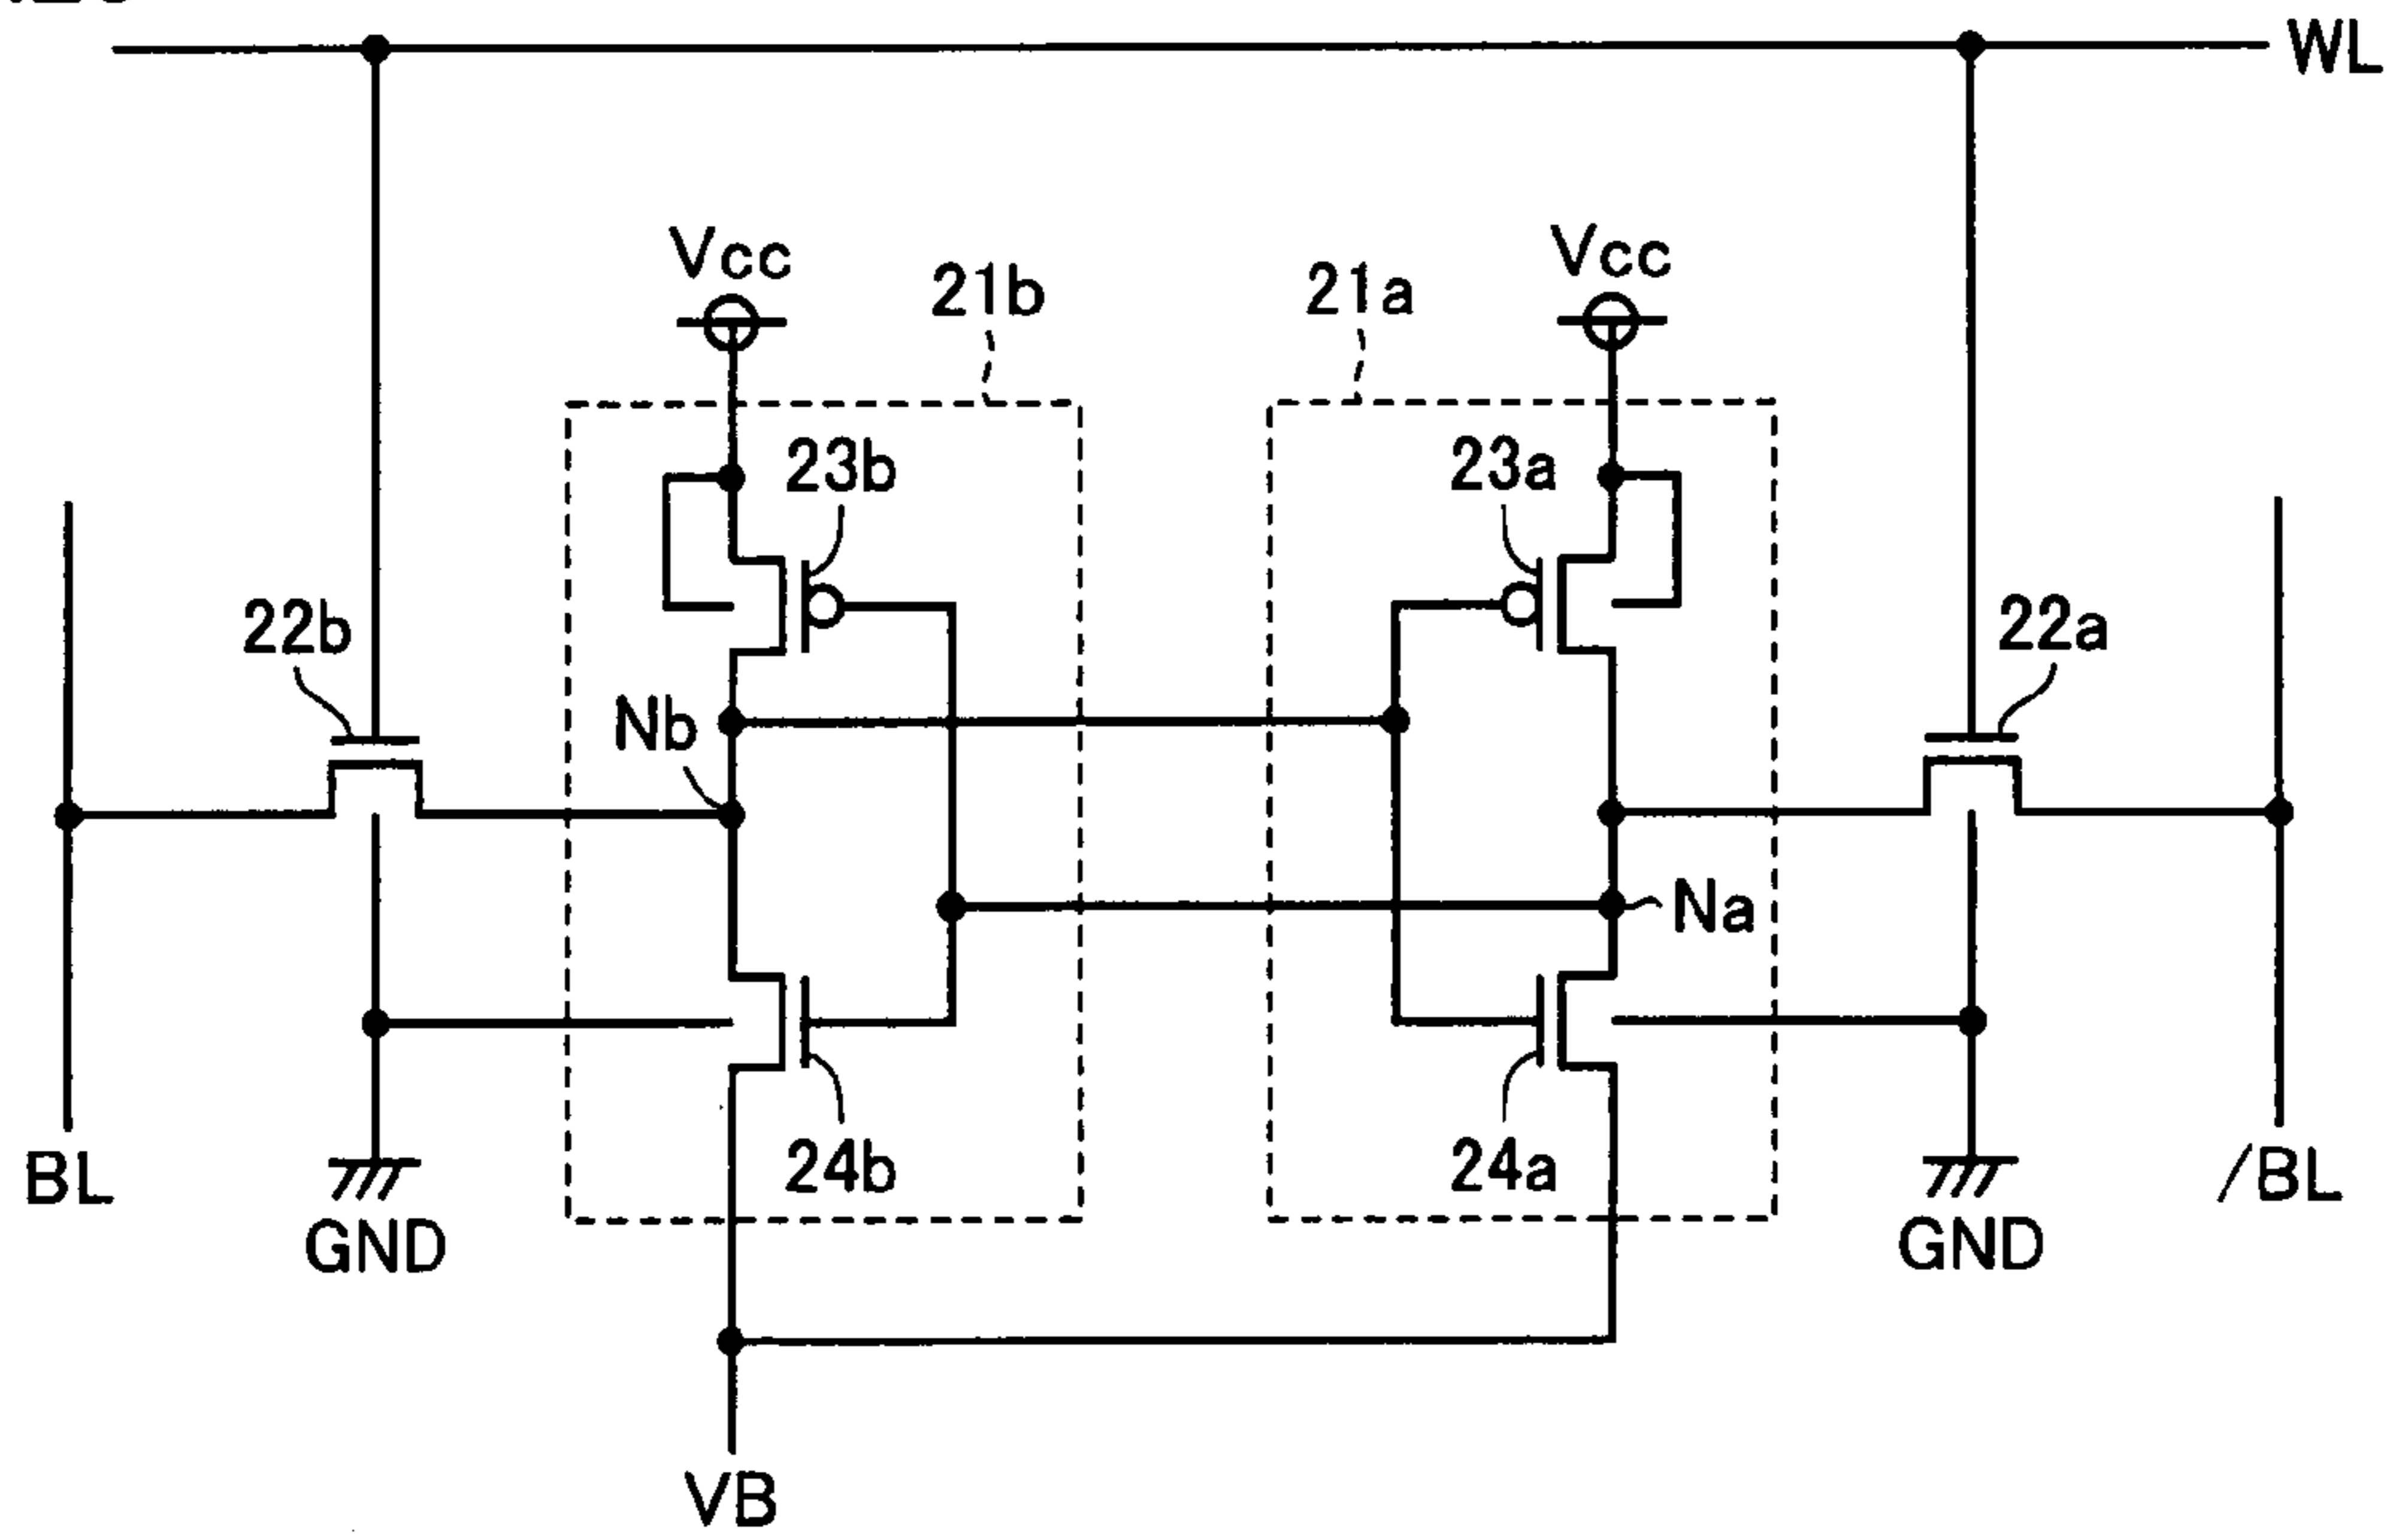 WL
Vcc
Vcc
21b
21a
23b
23a
22b
22a
Nb
Na
24b
24a
BL
/BL
GND
GND
VB